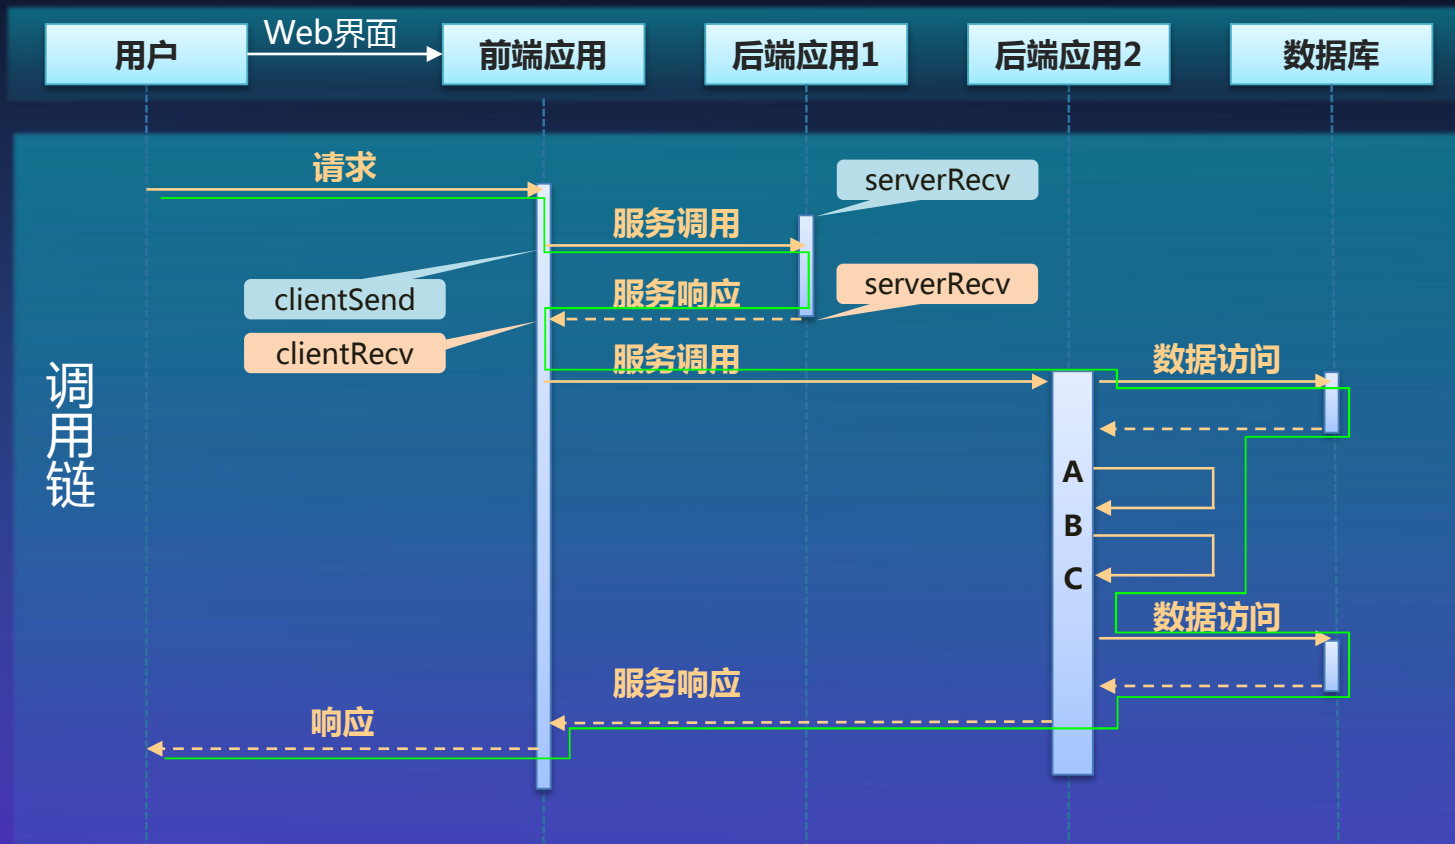 用户
Web界面
前端应用
后端应用1
后端应用2
数据库
请求
serverRecv
服务调用
clientSend
服务响应
serverRecv
clientRecv
服务调用
数据访问
调用链
A
B
C
数据访问
服务响应
响应